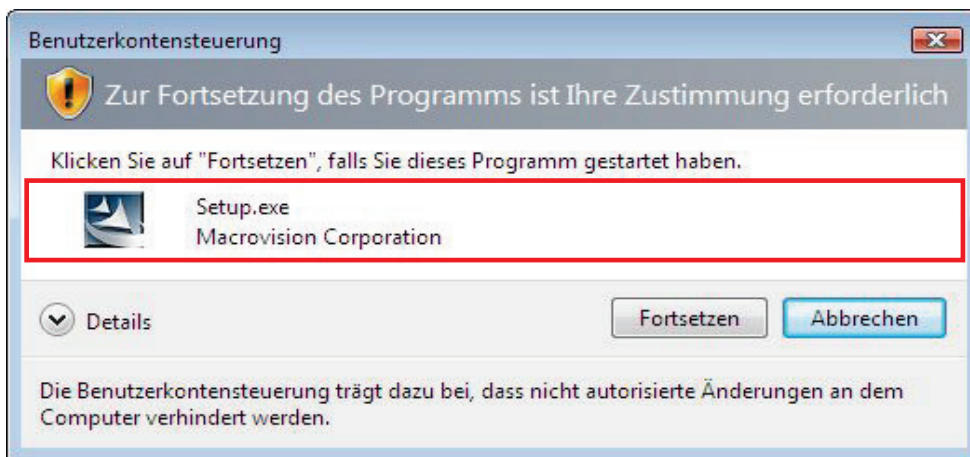 Benutzerkontensteuerung
Zur Fortsetzung des Programms ist Ihre Zustimmung erforderlich
Klicken Sie auf "Fortsetzen", falls Sie dieses Programm gestartet haben.
Setup.exe
Macrovision Corporation
Details
Fortsetzen
Abbrechen
Die Benutzerkontensteuerung trägt dazu bei, dass nicht autorisierte Änderungen an dem
Computer verhindert werden.